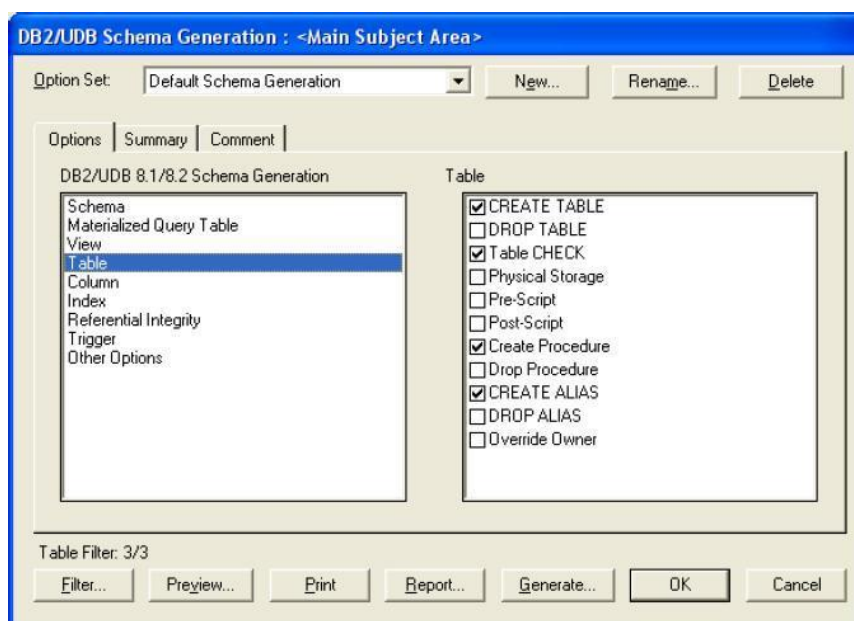 DB2/UDB Schema Generation : <Main Subject Area>
Option Set: Default Schema Generation New... Rename... Delete
Options Summary Comment
DB2/UDB 8.1/8.2 Schema Generation
Schema
Materialized Query Table
View
Table
Column
Index
Referential Integrity
Trigger
Other Options
Table
CREATE TABLE
DROP TABLE
Table CHECK
Physical Storage
Pre-Script
Post-Script
Create Procedure
Drop Procedure
CREATE ALIAS
DROP ALIAS
Override Owner
Table Filter: 3/3
Filter... Preview... Print Report... Generate... OK Cancel